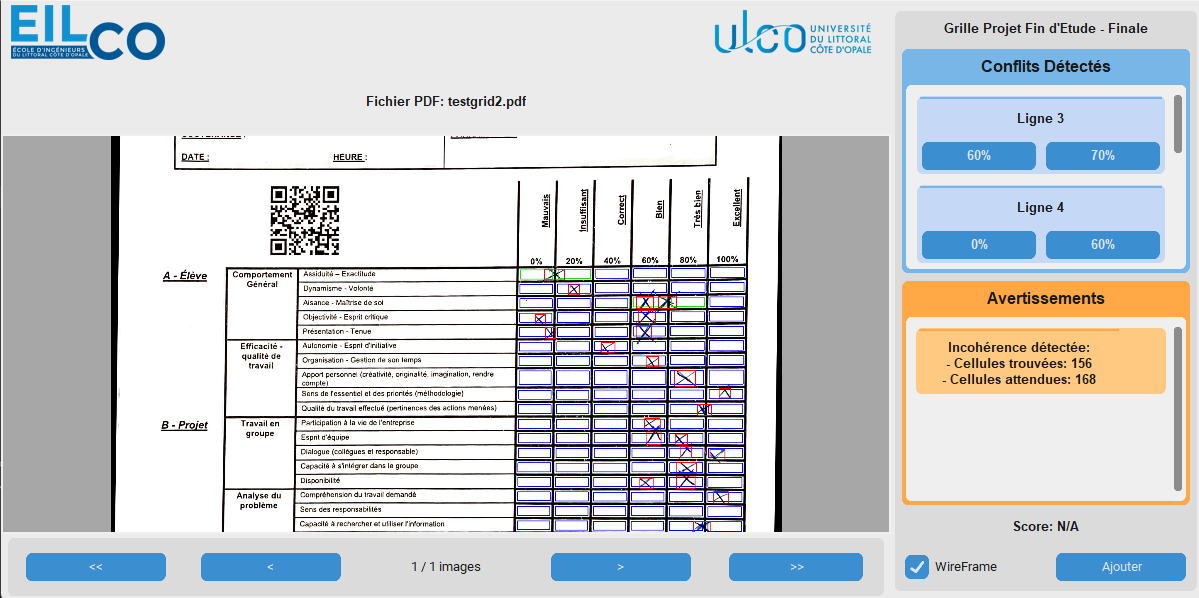 EILCO
ÉCOLE D'INGÉNIEURS
DU LITTORAL CÔTE D'OPALE
ulco UNIVERSITÉ
DU LITTORAL
CÔTE D'OPALE
Fichier PDF: testgrid2.pdf
DATE : HEURE :
Mauvais Insuffisant Correct Bien Très bien Excellent
0% 20% 40% 60% 80% 100%
A - Élève
Comportement Général
Assiduité – Exactitude
Dynamisme - Volonté
Aisance - Maîtrise de soi
Objectivité - Esprit critique
Présentation - Tenue
Efficacité - qualité de travail
Autonomie - Esprit d'initiative
Organisation - Gestion de son temps
Apport personnel (créativité, originalité, imagination, rendre
compte)
Sens de l'essentiel et des priorités (méthodologie)
Qualité du travail effectué (pertinences des actions menées)
B - Projet
Travail en groupe
Participation à la vie de l'entreprise
Esprit d'équipe
Dialogue (collègues et responsable)
Capacité à s'intégrer dans le groupe
Disponibilité
Analyse du problème
Compréhension du travail demandé
Sens des responsabilités
Capacité à rechercher et utiliser l'information
<< < 1 / 1 images > >>
Grille Projet Fin d'Etude - Finale
Conflits Détectés
Ligne 3
60% 70%
Ligne 4
0% 60%
Avertissements
Incohérence détectée:
- Cellules trouvées: 156
- Cellules attendues: 168
Score: N/A
WireFrame Ajouter